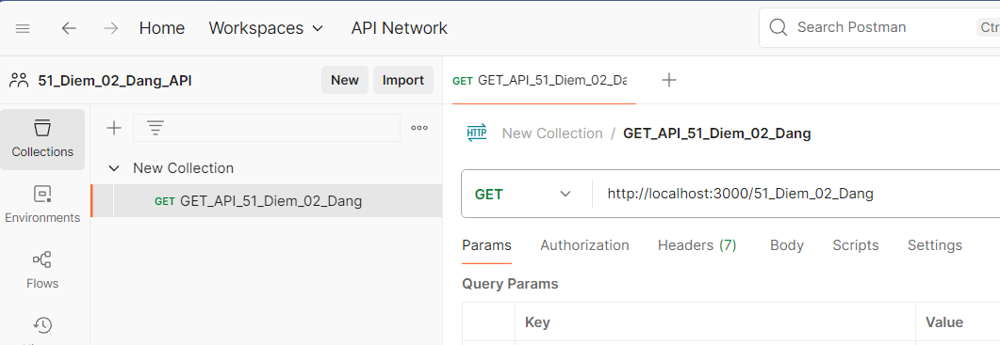 Home Workspaces API Network Search Postman Ctr
51_Diem_02_Dang_API New Import GET GET_API_51_Diem_02_Da
Collections
New Collection
GET GET_API_51_Diem_02_Dang
Environments
Flows
HTTP New Collection / GET_API_51_Diem_02_Dang
GET http://localhost:3000/51_Diem_02_Dang
Params Authorization Headers (7) Body Scripts Settings
Query Params
Key Value